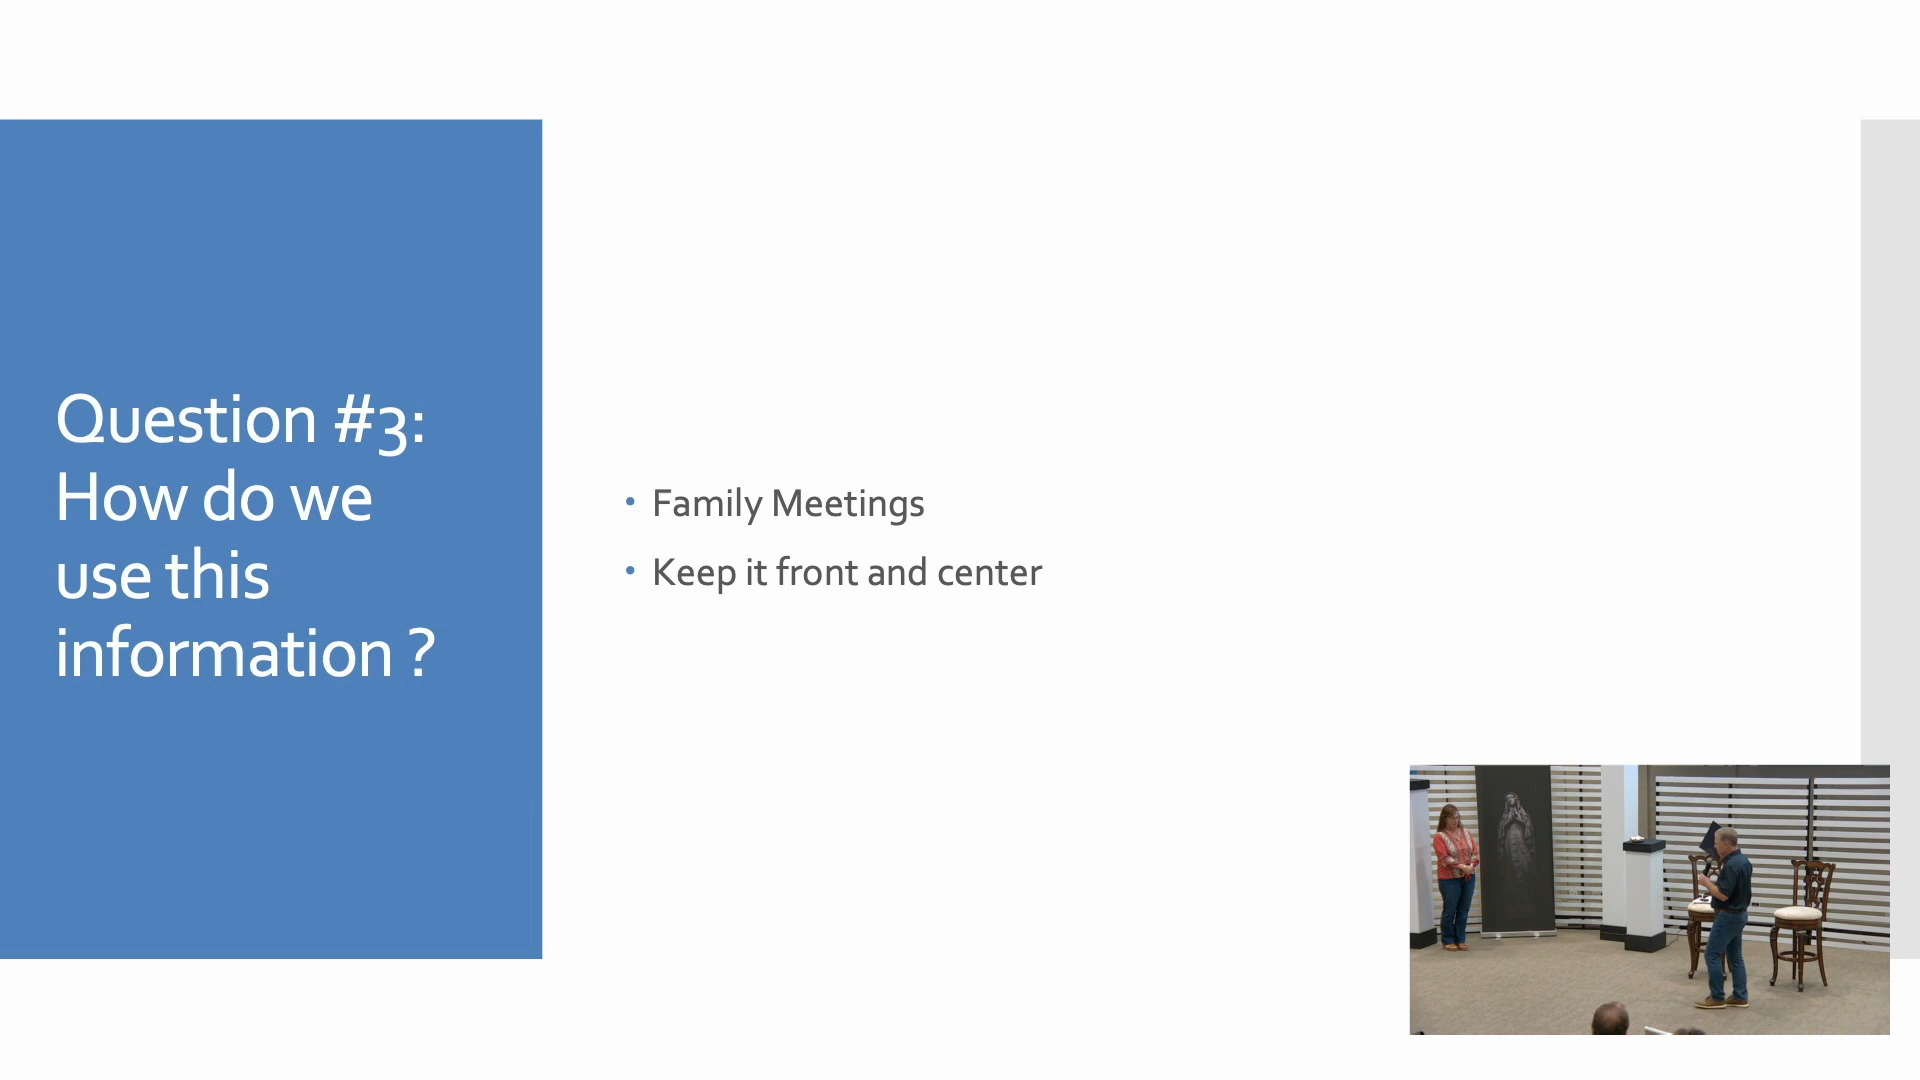 Question #3:
How do we
use this
information ?
• Family Meetings
• Keep it front and center